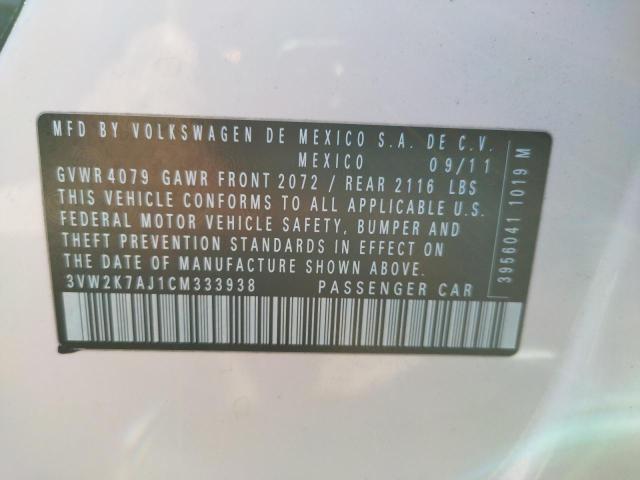 MFD BY VOLKSWAGEN DE MEXICO S.A. DE C.V.
MEXICO 09/11
GVWR 4079 GAWR FRONT 2072 / REAR 2116 LBS
THIS VEHICLE CONFORMS TO ALL APPLICABLE U.S.
FEDERAL MOTOR VEHICLE SAFETY, BUMPER AND
THEFT PREVENTION STANDARDS IN EFFECT ON
THE DATE OF MANUFACTURE SHOWN ABOVE.
3VW2K7AJ1CM333938 PASSENGER CAR
3956041 1019 M